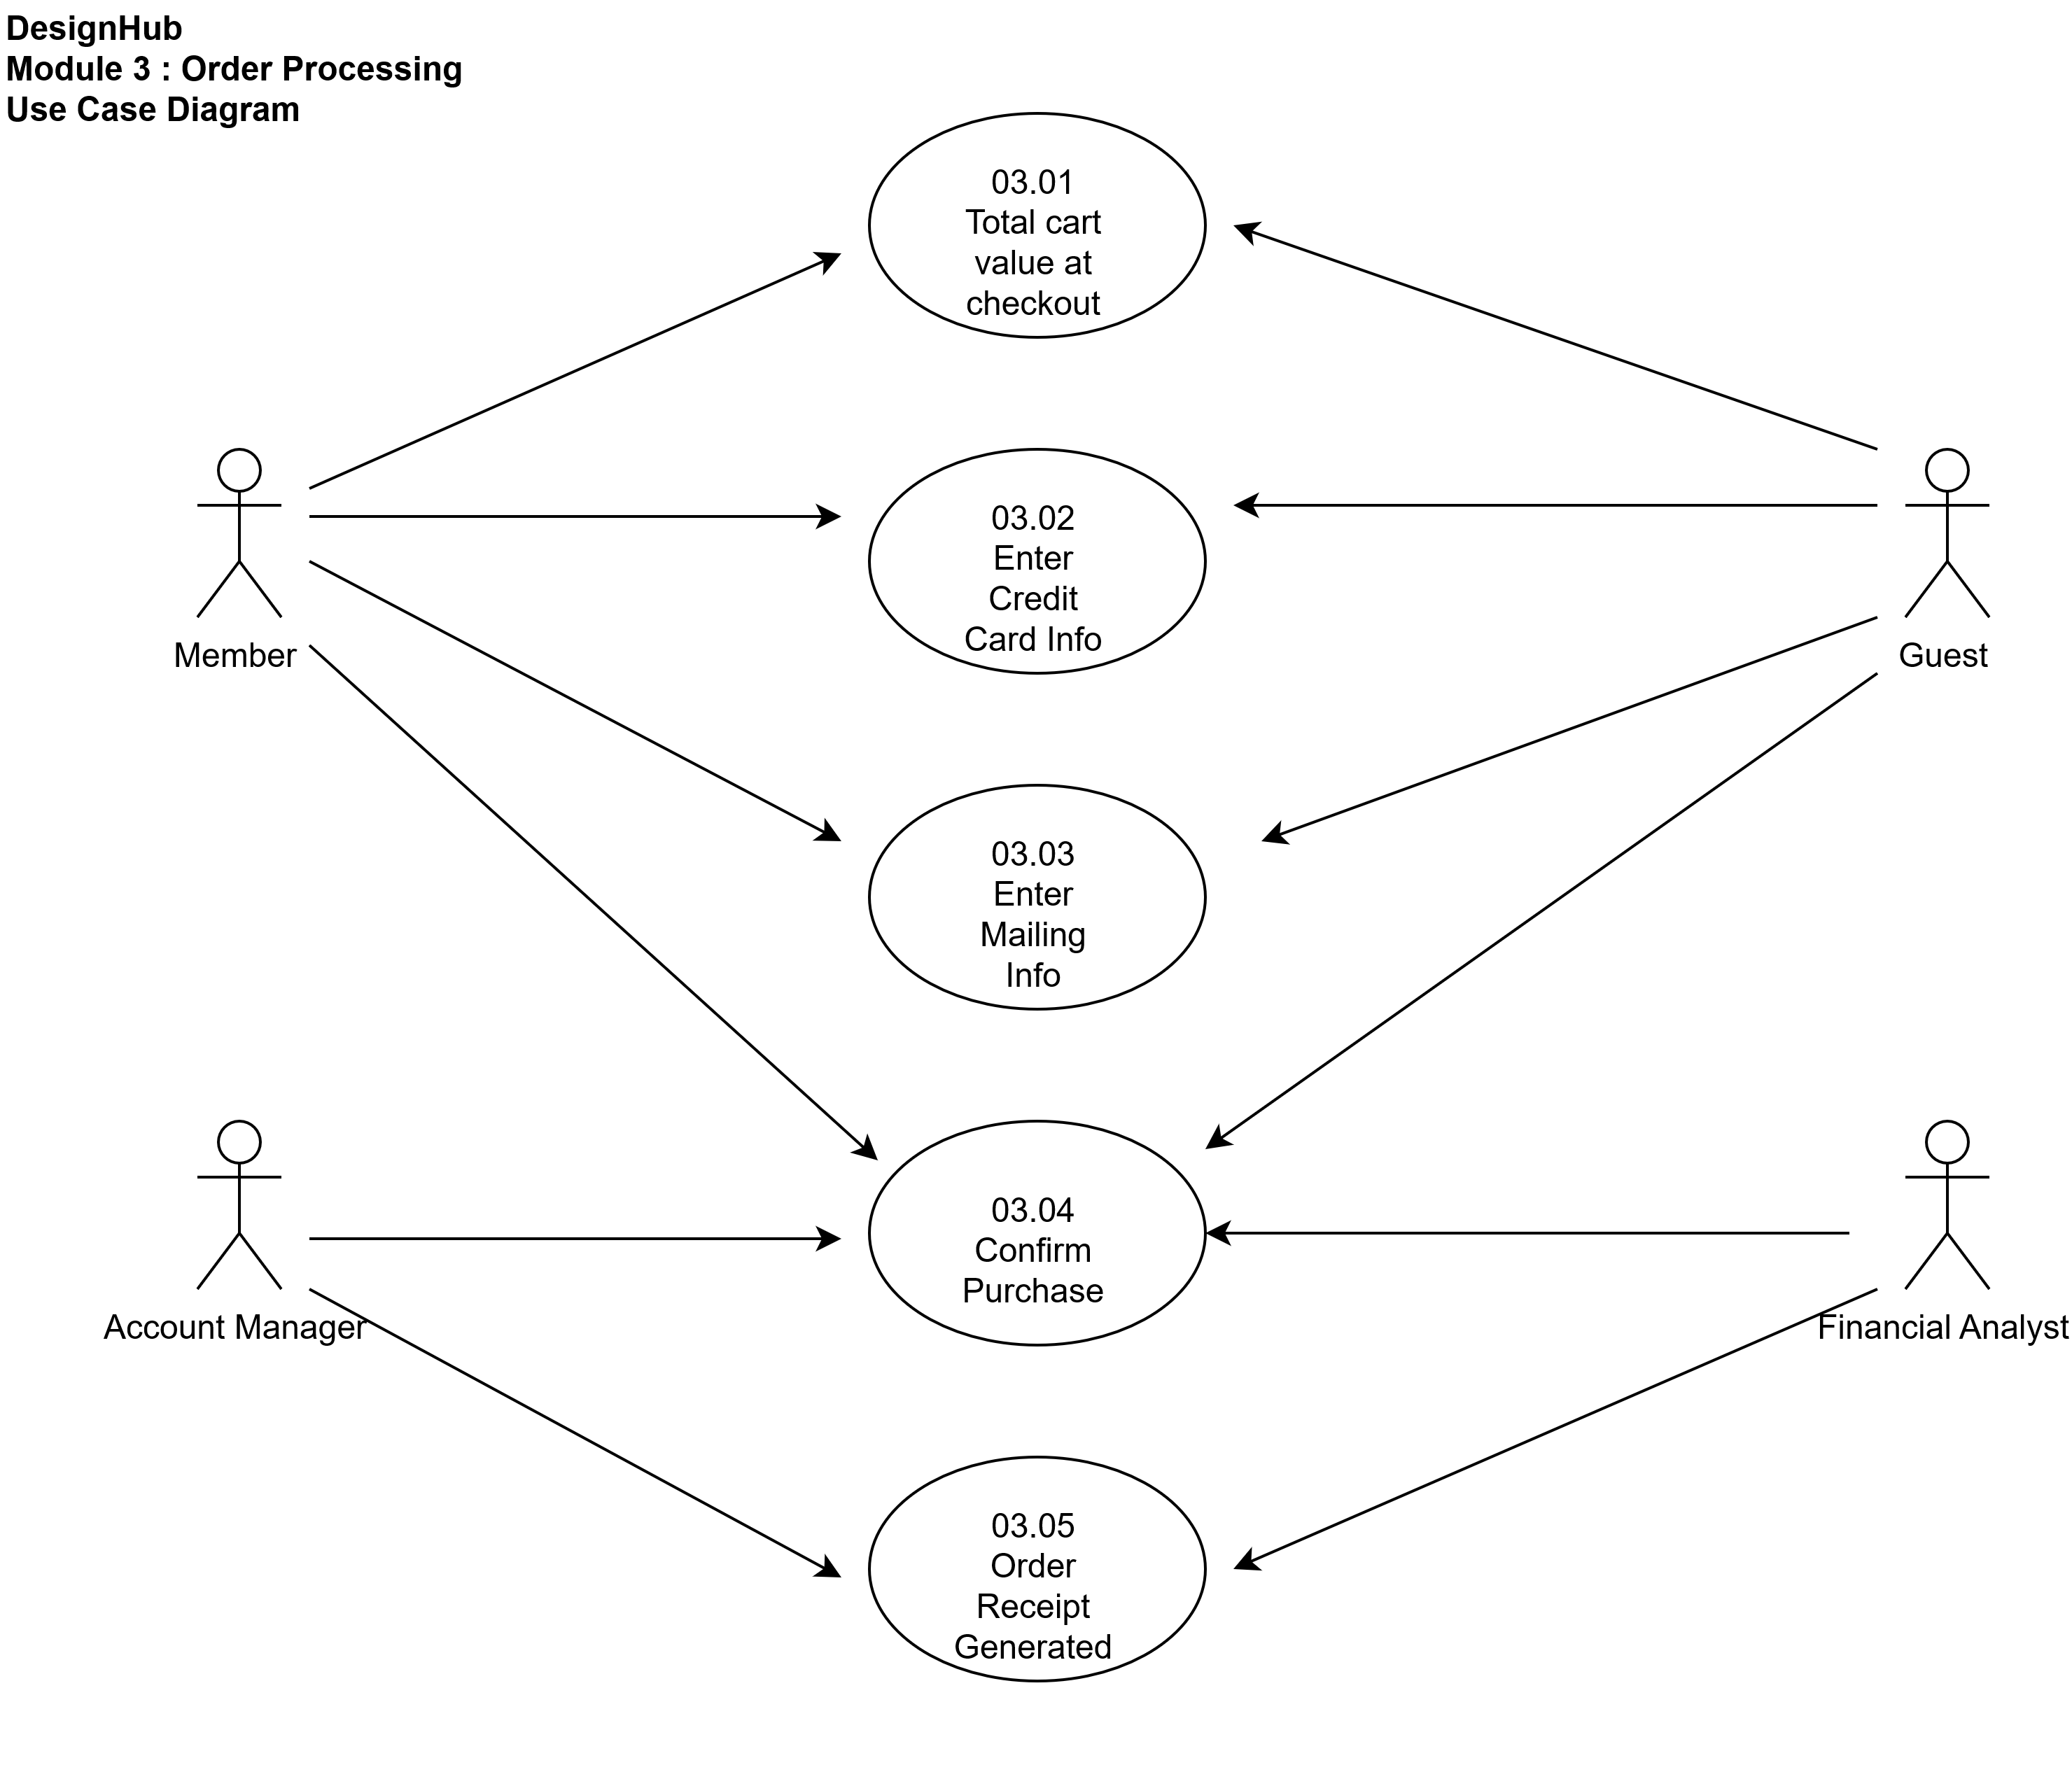 DesignHub
Module 3 : Order Processing
Use Case Diagram
03.01
Total cart
value at
checkout
03.02
Enter
Credit
Card Info
Member
Guest
03.03
Enter
Mailing
Info
03.04
Confirm
Purchase
Account Manager
Financial Analyst
03.05
Order
Receipt
Generated